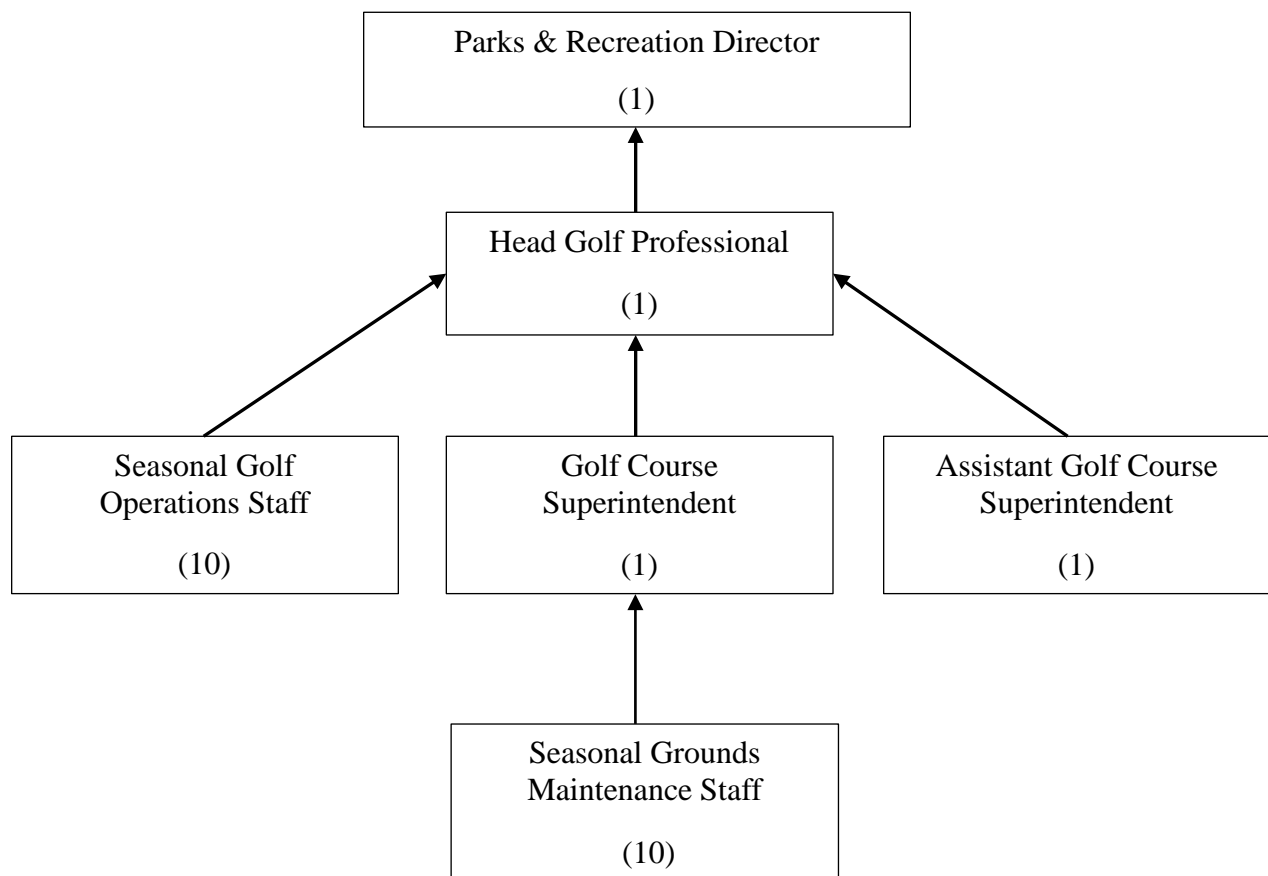 Parks & Recreation Director
(1)
Head Golf Professional
(1)
Seasonal Golf
Operations Staff
(10)
Golf Course
Superintendent
(1)
Assistant Golf Course
Superintendent
(1)
Seasonal Grounds
Maintenance Staff
(10)